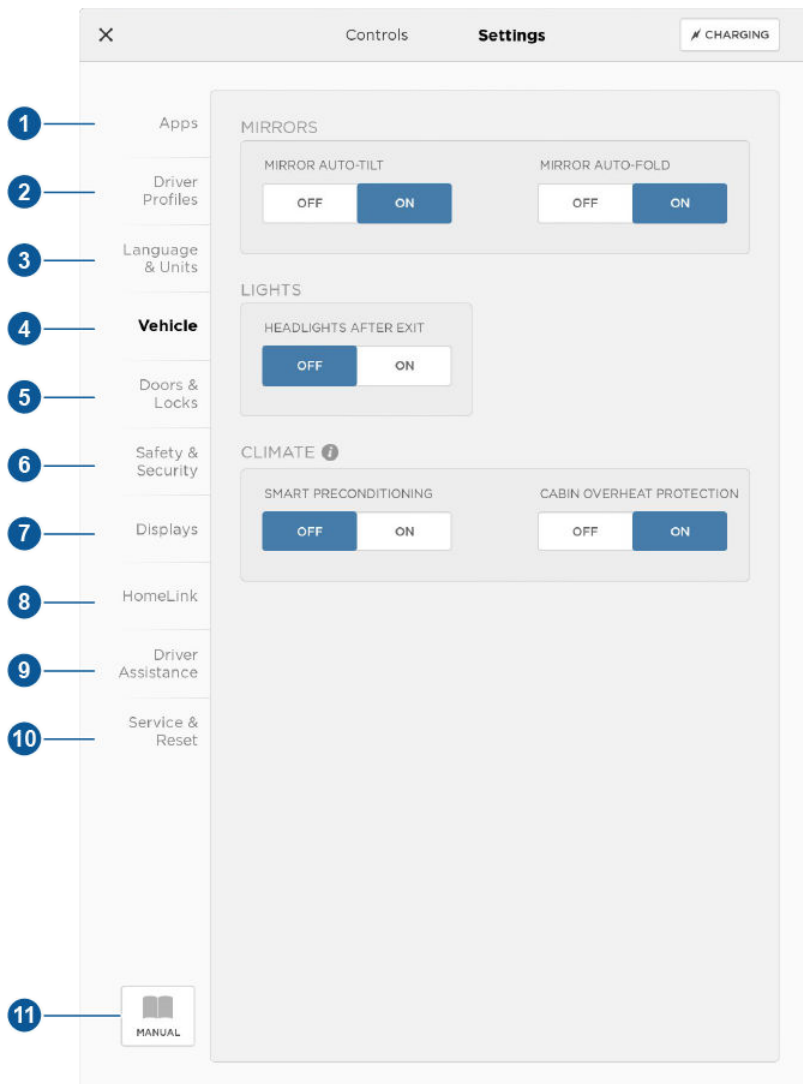 Controls
Settings
CHARGING
1
Apps
2
Driver
Profiles
3
Language
& Units
4
Vehicle
5
Doors &
Locks
6
Safety &
Security
7
Displays
8
HomeLink
9
Driver
Assistance
10
Service &
Reset
11
MANUAL
MIRRORS
MIRROR AUTO-TILT
OFF ON
MIRROR AUTO-FOLD
OFF ON
LIGHTS
HEADLIGHTS AFTER EXIT
OFF ON
CLIMATE i
SMART PRECONDITIONING
OFF ON
CABIN OVERHEAT PROTECTION
OFF ON